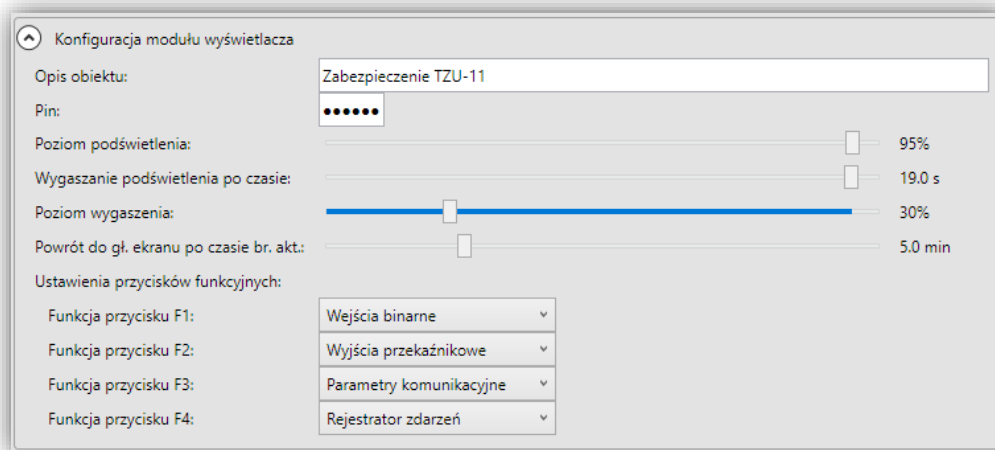 Konfiguracja modułu wyświetlacza
Opis obiektu: Zabezpieczenie TZU-11
Pin: ●●●●●●
Poziom podświetlenia: 95%
Wygaszanie podświetlenia po czasie: 19.0 s
Poziom wygaszenia: 30%
Powrót do gł. ekranu po czasie br. akt.: 5.0 min
Ustawienia przycisków funkcyjnych:
Funkcja przycisku F1: Wejścia binarne
Funkcja przycisku F2: Wyjścia przekaźnikowe
Funkcja przycisku F3: Parametry komunikacyjne
Funkcja przycisku F4: Rejestrator zdarzeń